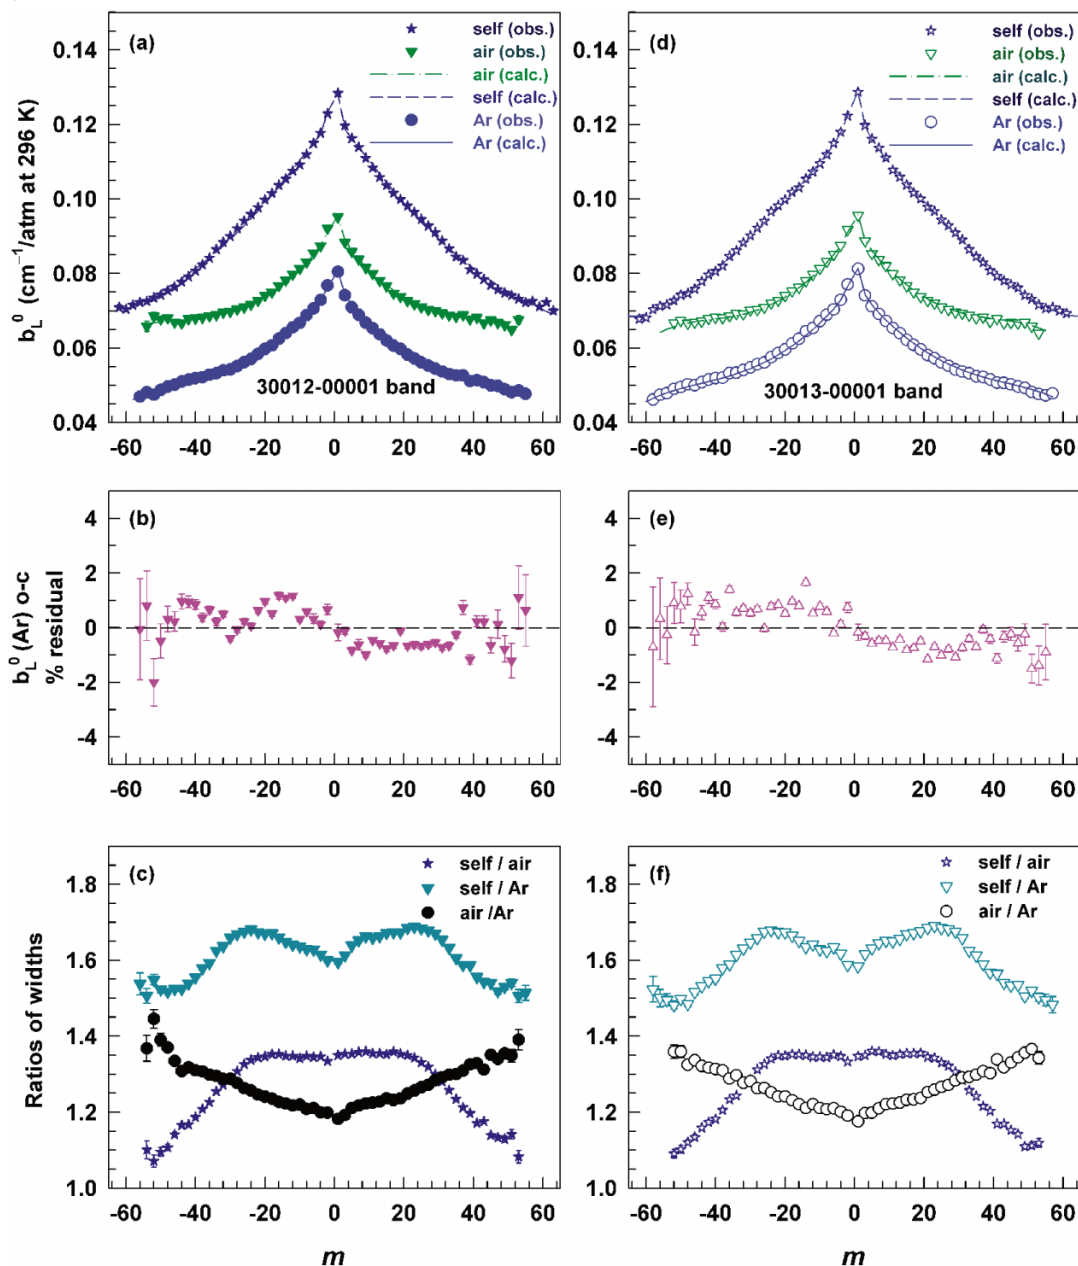 (a)
self (obs.)
air (obs.)
air (calc.)
self (calc.)
Ar (obs.)
Ar (calc.)
30012-00001 band
0.14
0.12
0.10
0.08
0.06
0.04
b_L^0 (cm^−1/atm at 296 K)
-60 -40 -20 0 20 40 60
(d)
self (obs.)
air (obs.)
air (calc.)
self (calc.)
Ar (obs.)
Ar (calc.)
30013-00001 band
0.14
0.12
0.10
0.08
0.06
0.04
-60 -40 -20 0 20 40 60
(b)
4
2
0
-2
-4
b_L^0 (Ar) o-c
% residual
-60 -40 -20 0 20 40 60
(e)
4
2
0
-2
-4
-60 -40 -20 0 20 40 60
(c)
self / air
self / Ar
air /Ar
1.8
1.6
1.4
1.2
1.0
Ratios of widths
-60 -40 -20 0 20 40 60
m
(f)
self / air
self / Ar
air / Ar
1.8
1.6
1.4
1.2
1.0
-60 -40 -20 0 20 40 60
m